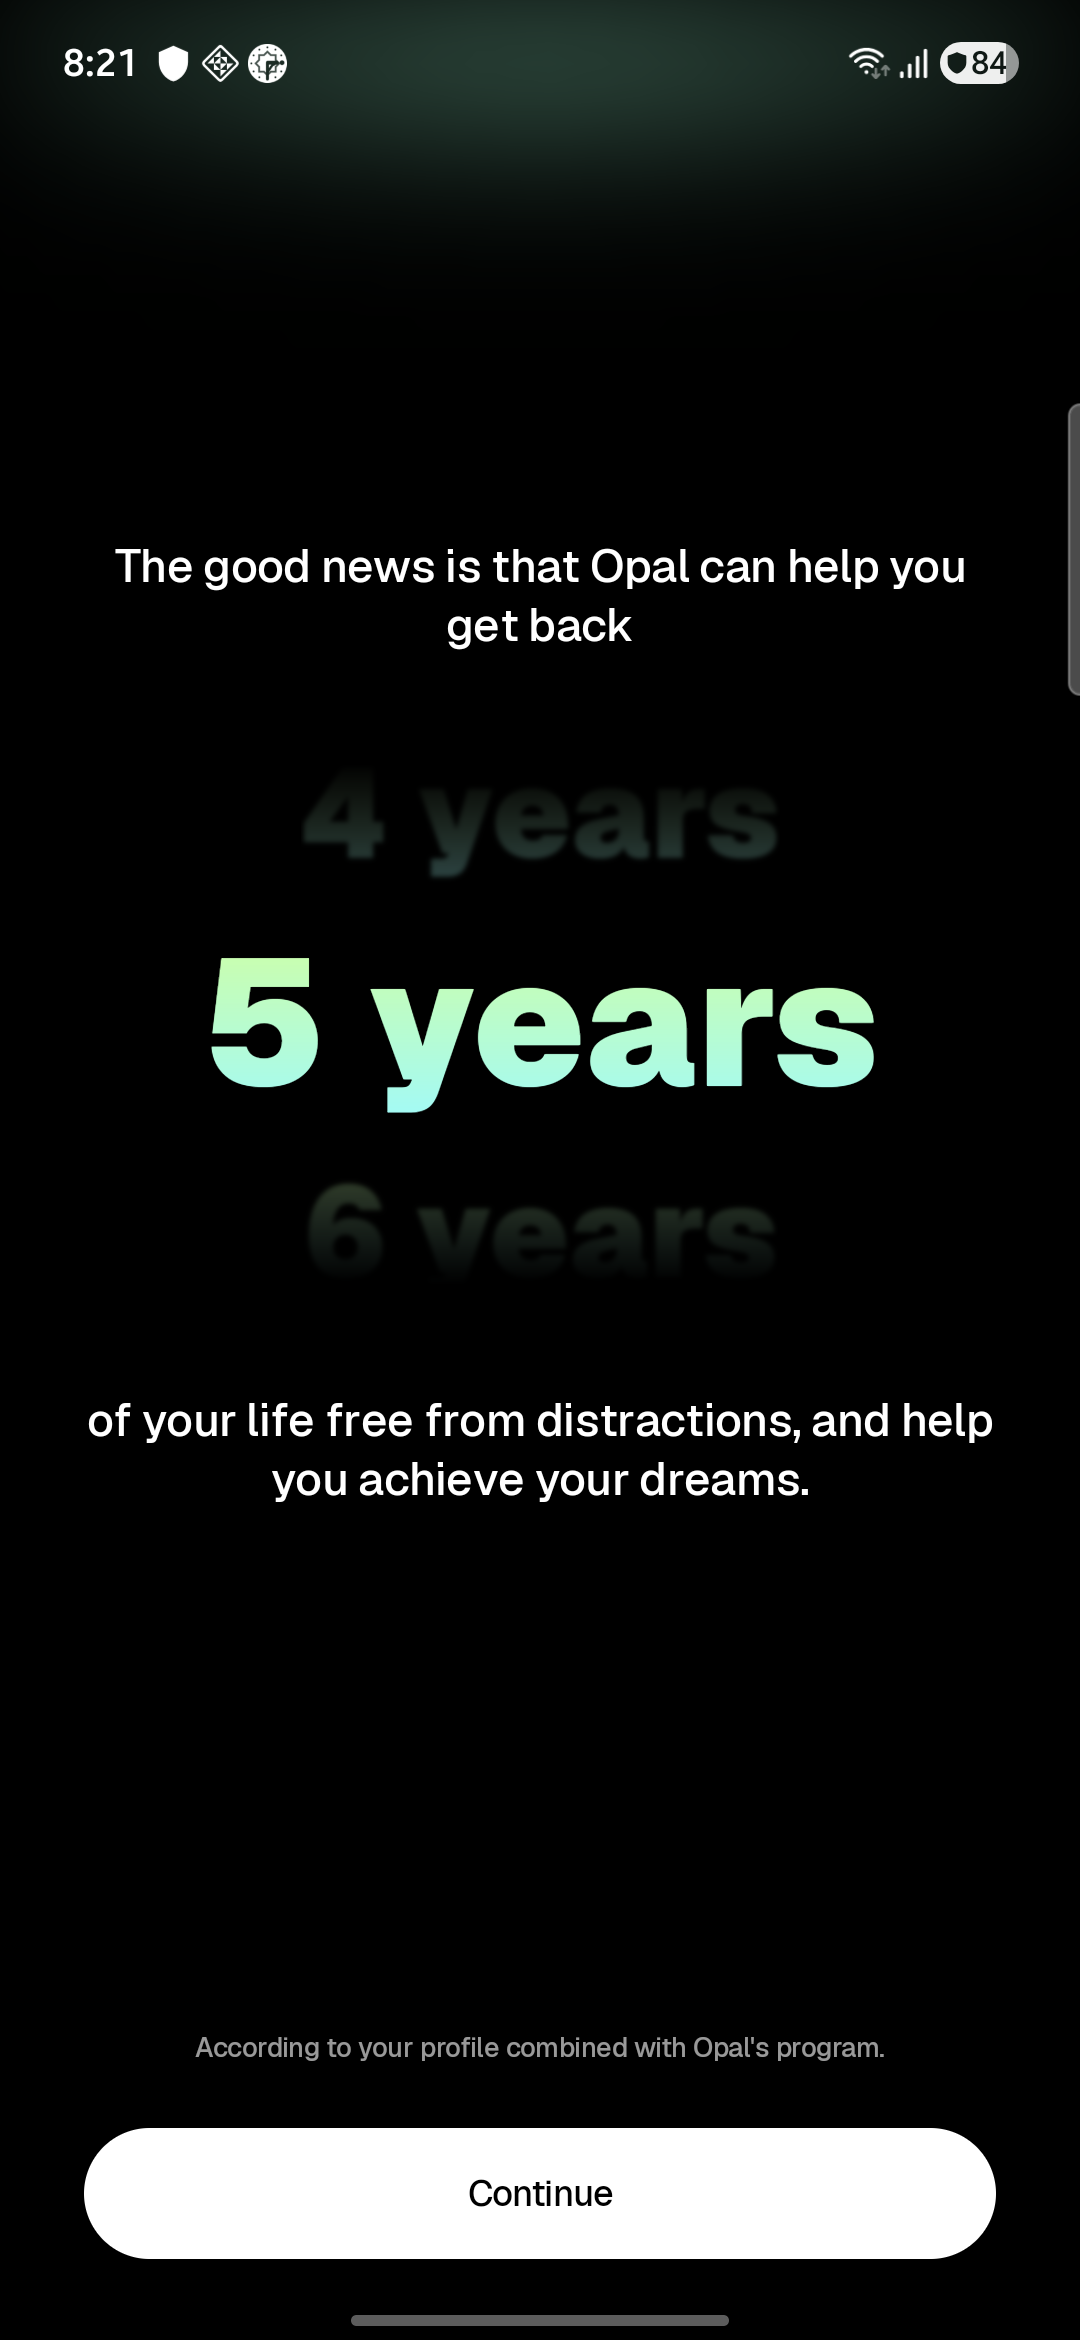 8:21
84
The good news is that Opal can help you
get back
4 years
5 years
6 years
of your life free from distractions, and help
you achieve your dreams.
According to your profile combined with Opal's program.
Continue